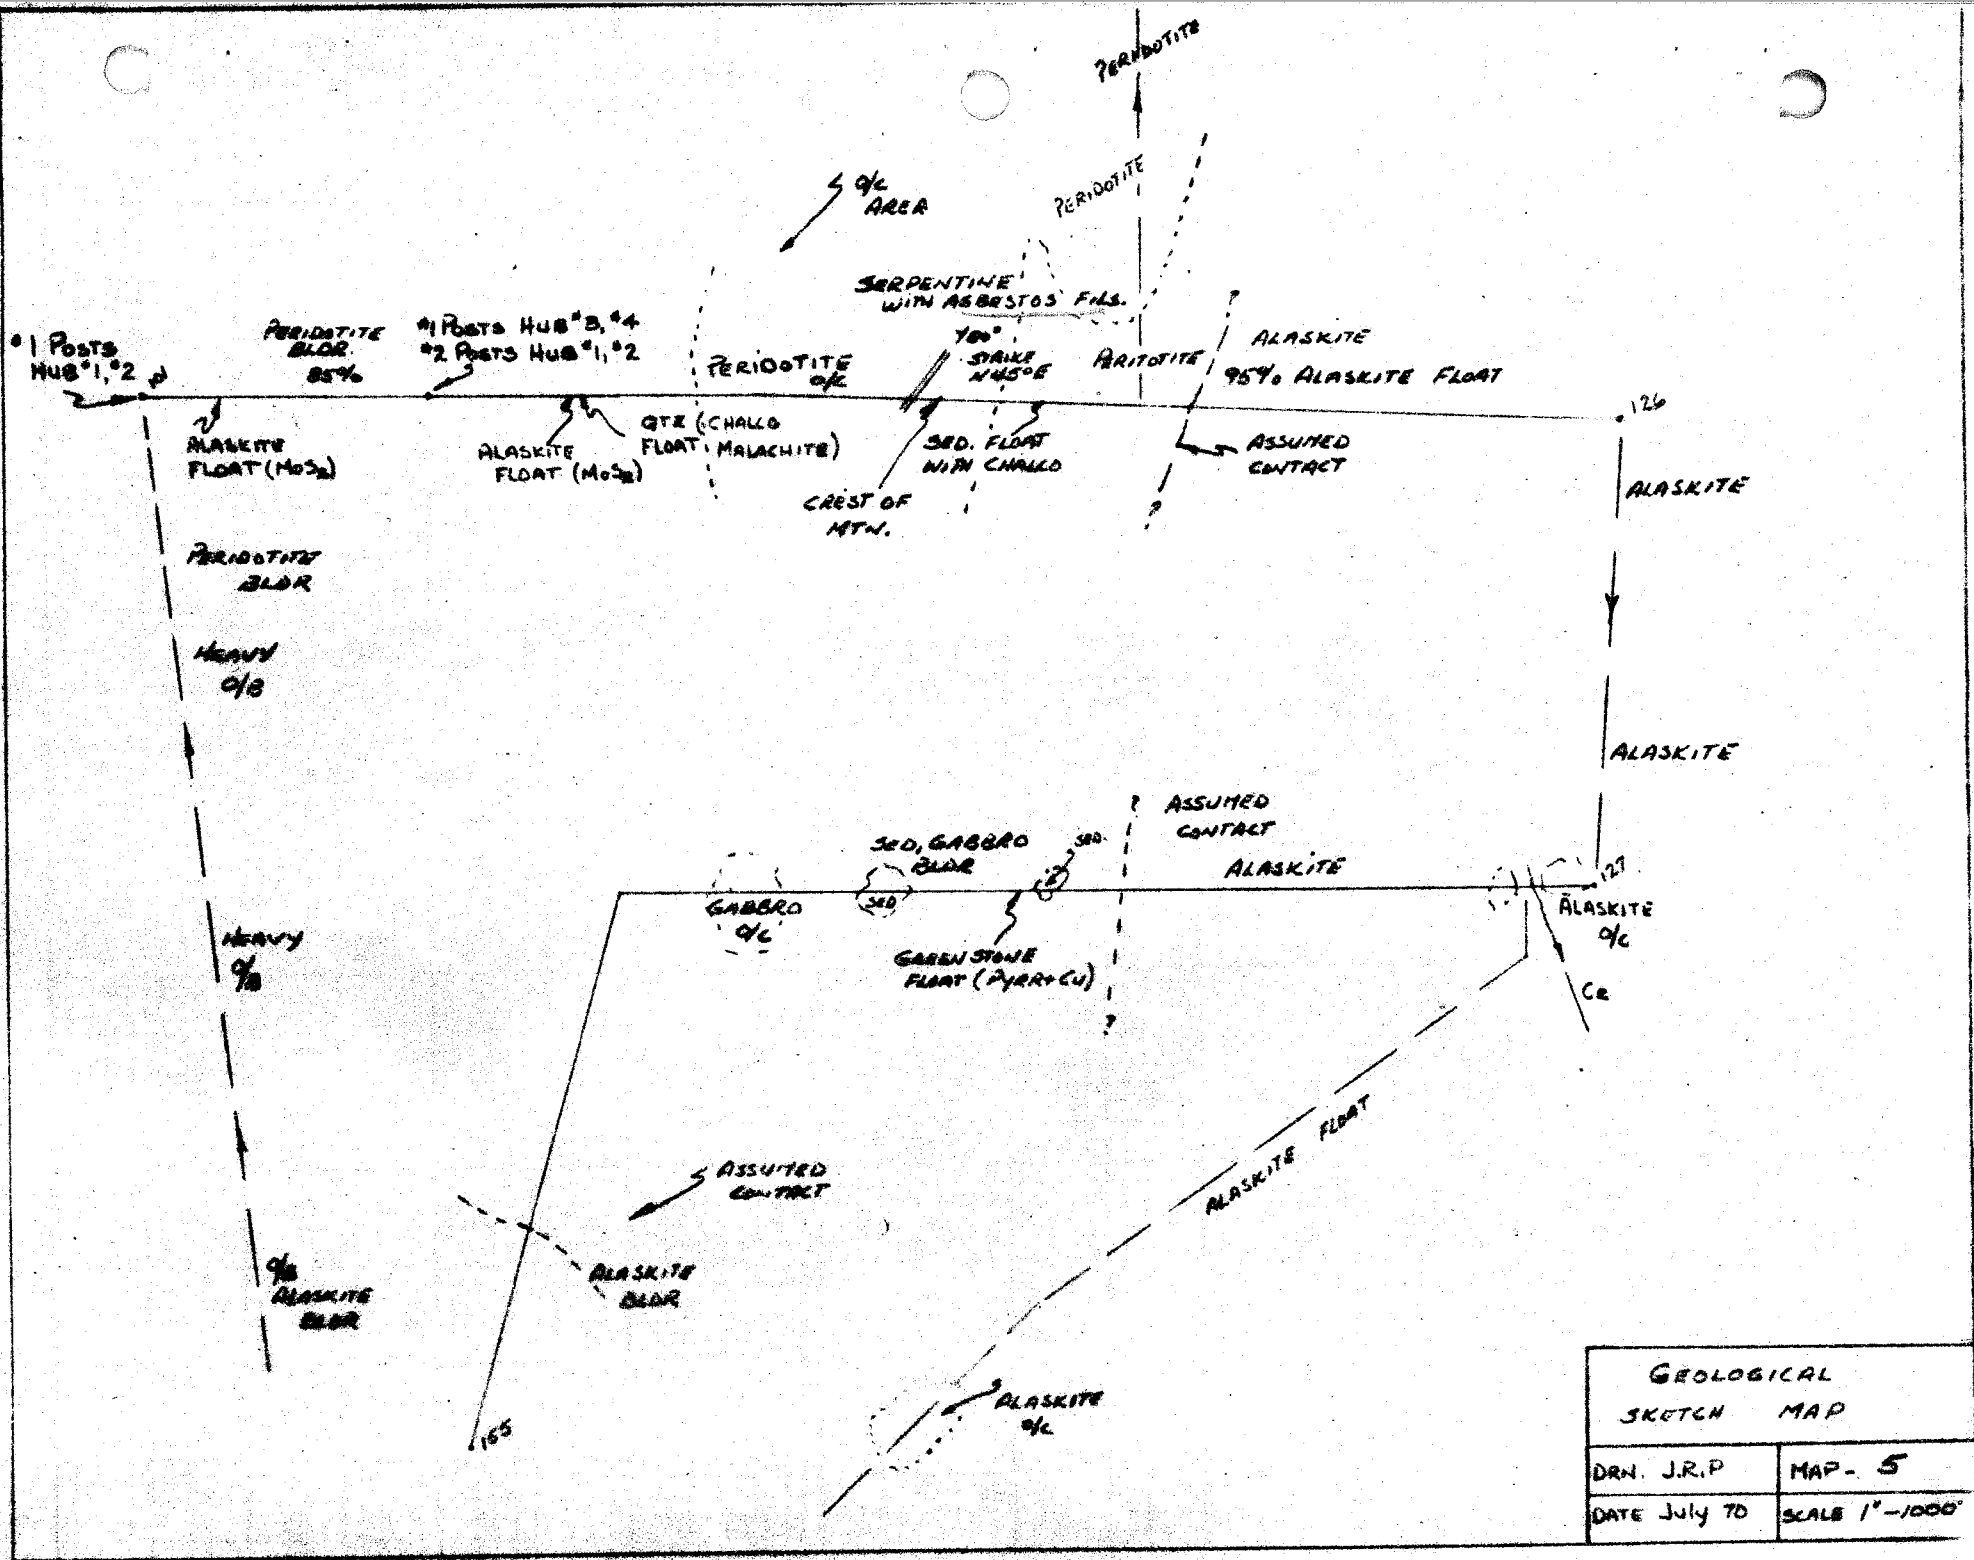 PERIDOTITE
PERIDOTITE
O/C
AREA
SERPENTINE
WITH ASBESTOS FILS.
#1 POSTS
HUB #1, #2
PERIDOTITE
BLDR.
85%
#1 POSTS HUB #3, #4
#2 POSTS HUB #1, #2
PERIDOTITE
O/C
STRIKE
N45°E
PERITOTITE
?
ALASKITE
95% ALASKITE FLOAT
126
ALASKITE
FLOAT (MoS2)
ALASKITE
FLOAT (MoS2)
QTZ (CHALCO
FLOAT, MALACHITE)
SED. FLOAT
WITH CHALCO
ASSUMED
CONTACT
CREST OF
MTN.
?
ALASKITE
PERIDOTITE
BLDR
HEAVY
O/B
ALASKITE
?
ASSUMED
CONTACT
SED, GABBRO
BLDR
SED.
ALASKITE
127
GABBRO
O/C
SED
ALASKITE
O/C
GREENSTONE
FLOAT (PYRR+CU)
?
HEAVY
O/B
CR
ALASKITE FLOAT
ASSUMED
CONTACT
ALASKITE
BLDR
O/B
ALASKITE
BLDR
ALASKITE
O/C
165
GEOLOGICAL
SKETCH MAP
DRN. J.R.P
MAP - 5
DATE July 70
SCALE 1" - 1000'